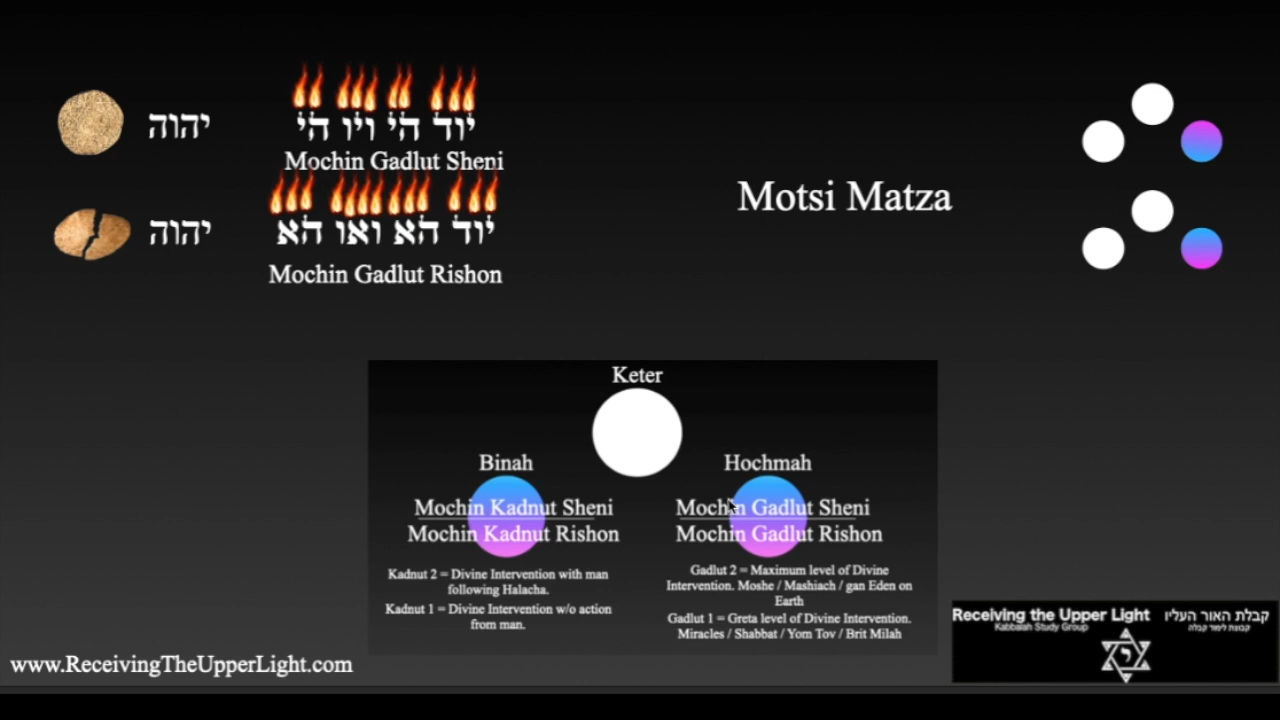 יהוה
יוד הי ויו הי
Mochin Gadlut Sheni
יהוה
יוד הא ואו הא
Mochin Gadlut Rishon
Motsi Matza
Keter
Binah
Hochmah
Mochin Kadnut Sheni
Mochin Kadnut Rishon
Mochin Gadlut Sheni
Mochin Gadlut Rishon
Kadnut 2 = Divine Intervention with man
following Halacha.
Kadnut 1 = Divine Intervention w/o action
from man.
Gadlut 2 = Maximum level of Divine
Intervention. Moshe / Mashiach / gan Eden on
Earth
Gadlut 1 = Greta level of Divine Intervention.
Miracles / Shabbat / Yom Tov / Brit Milah
www.ReceivingTheUpperLight.com
Receiving the Upper Light
Kabbalah Study Group
קבלת האור העליון
קבוצת לימוד קבלה
י